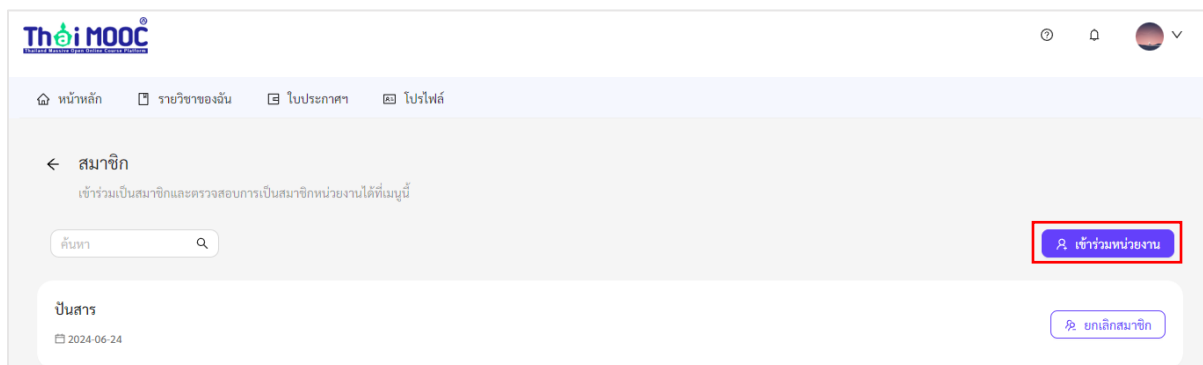 Thai MOOC
Thailand Massive Open Online Course Platform
หน้าหลัก รายวิชาของฉัน ใบประกาศฯ โปรไฟล์
สมาชิก
เข้าร่วมเป็นสมาชิกและตรวจสอบการเป็นสมาชิกหน่วยงานได้ที่เมนูนี้
ค้นหา เข้าร่วมหน่วยงาน
ปันสาร
2024-06-24 ยกเลิกสมาชิก